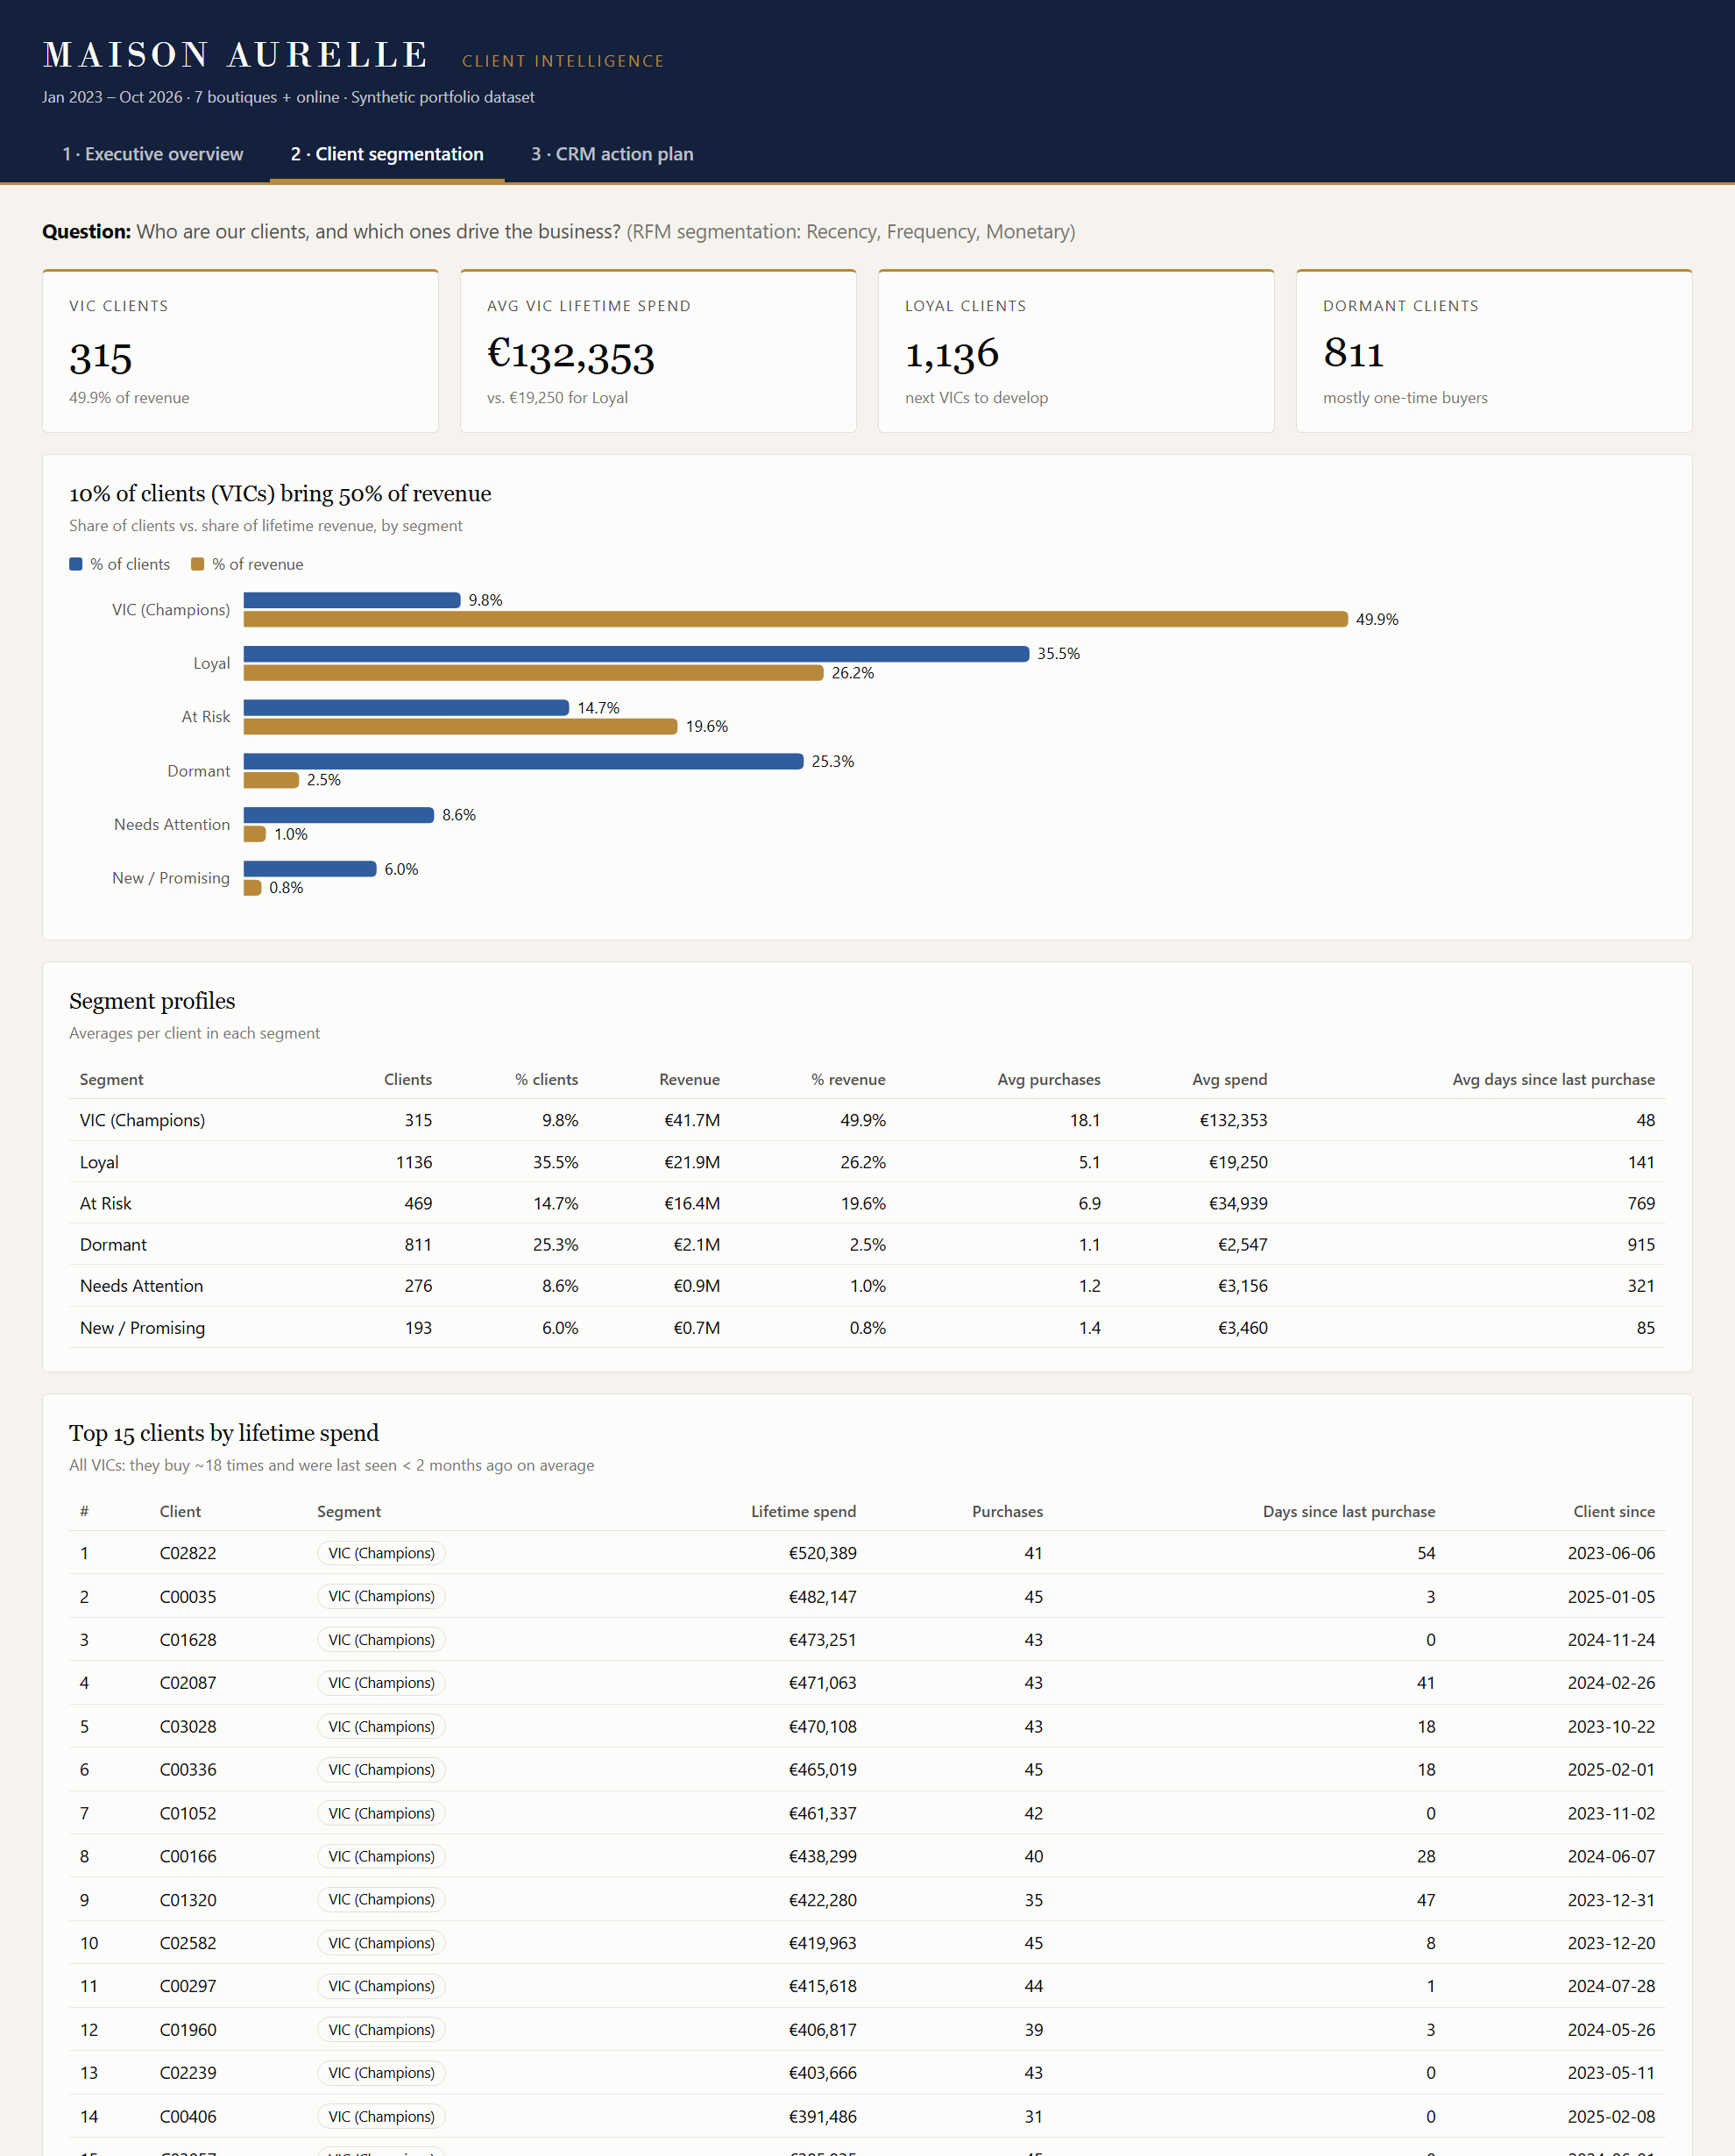 MAISON AURELLE CLIENT INTELLIGENCE
Jan 2023 – Oct 2026 · 7 boutiques + online · Synthetic portfolio dataset
1 · Executive overview 2 · Client segmentation 3 · CRM action plan
Question: Who are our clients, and which ones drive the business? (RFM segmentation: Recency, Frequency, Monetary)
VIC CLIENTS
315
49.9% of revenue
AVG VIC LIFETIME SPEND
€132,353
vs. €19,250 for Loyal
LOYAL CLIENTS
1,136
next VICs to develop
DORMANT CLIENTS
811
mostly one-time buyers
10% of clients (VICs) bring 50% of revenue
Share of clients vs. share of lifetime revenue, by segment
% of clients % of revenue
VIC (Champions) 9.8% 49.9%
Loyal 35.5% 26.2%
At Risk 14.7% 19.6%
Dormant 25.3% 2.5%
Needs Attention 8.6% 1.0%
New / Promising 6.0% 0.8%
Segment profiles
Averages per client in each segment
Segment Clients % clients Revenue % revenue Avg purchases Avg spend Avg days since last purchase
VIC (Champions) 315 9.8% €41.7M 49.9% 18.1 €132,353 48
Loyal 1136 35.5% €21.9M 26.2% 5.1 €19,250 141
At Risk 469 14.7% €16.4M 19.6% 6.9 €34,939 769
Dormant 811 25.3% €2.1M 2.5% 1.1 €2,547 915
Needs Attention 276 8.6% €0.9M 1.0% 1.2 €3,156 321
New / Promising 193 6.0% €0.7M 0.8% 1.4 €3,460 85
Top 15 clients by lifetime spend
All VICs: they buy ~18 times and were last seen < 2 months ago on average
# Client Segment Lifetime spend Purchases Days since last purchase Client since
1 C02822 VIC (Champions) €520,389 41 54 2023-06-06
2 C00035 VIC (Champions) €482,147 45 3 2025-01-05
3 C01628 VIC (Champions) €473,251 43 0 2024-11-24
4 C02087 VIC (Champions) €471,063 43 41 2024-02-26
5 C03028 VIC (Champions) €470,108 43 18 2023-10-22
6 C00336 VIC (Champions) €465,019 45 18 2025-02-01
7 C01052 VIC (Champions) €461,337 42 0 2023-11-02
8 C00166 VIC (Champions) €438,299 40 28 2024-06-07
9 C01320 VIC (Champions) €422,280 35 47 2023-12-31
10 C02582 VIC (Champions) €419,963 45 8 2023-12-20
11 C00297 VIC (Champions) €415,618 44 1 2024-07-28
12 C01960 VIC (Champions) €406,817 39 3 2024-05-26
13 C02239 VIC (Champions) €403,666 43 0 2023-05-11
14 C00406 VIC (Champions) €391,486 31 0 2025-02-08